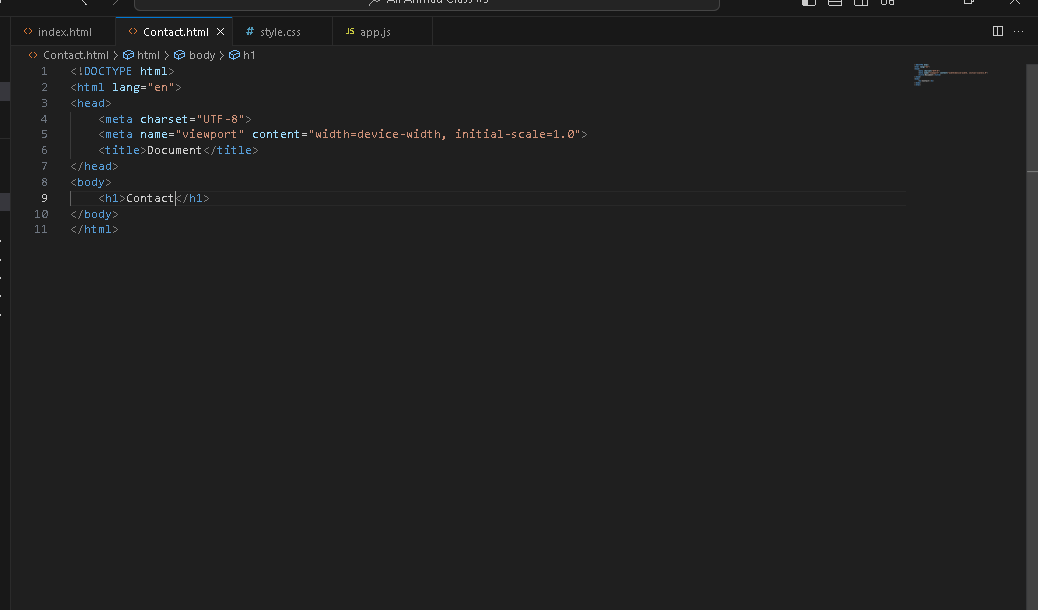 index.html
Contact.html
# style.css
JS app.js
Contact.html > html > body > h1
1 <!DOCTYPE html>
2 <html lang="en">
3 <head>
4 <meta charset="UTF-8">
5 <meta name="viewport" content="width=device-width, initial-scale=1.0">
6 <title>Document</title>
7 </head>
8 <body>
9 <h1>Contact</h1>
10 </body>
11 </html>